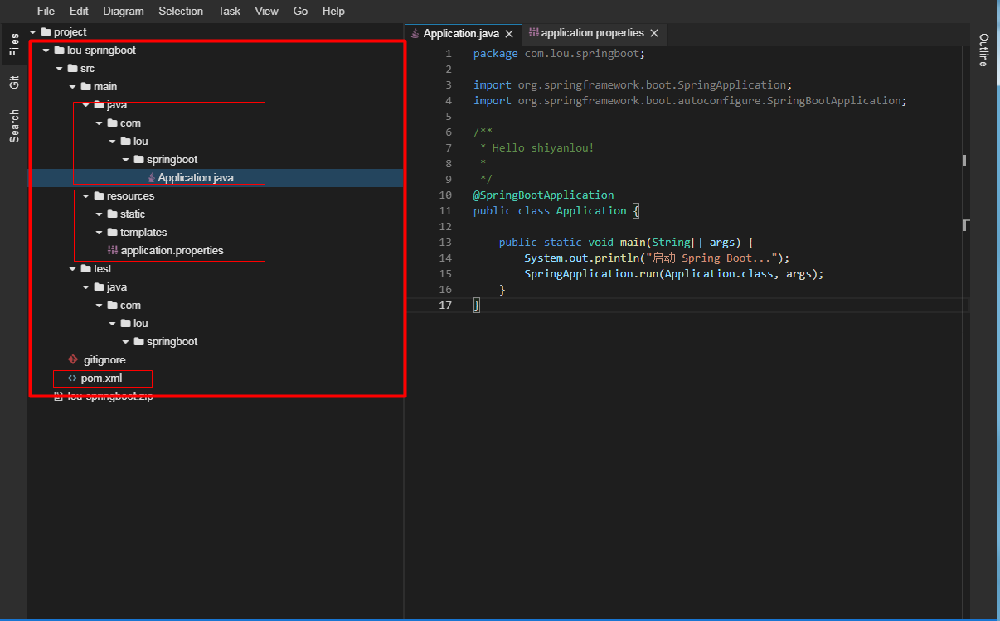 File Edit Diagram Selection Task View Go Help
Files
Git
Search
project
lou-springboot
src
main
java
com
lou
springboot
Application.java
resources
static
templates
application.properties
test
java
com
lou
springboot
.gitignore
pom.xml
lou-springboot.zip
Application.java application.properties
1 package com.lou.springboot;
2
3 import org.springframework.boot.SpringApplication;
4 import org.springframework.boot.autoconfigure.SpringBootApplication;
5
6 /**
7 * Hello shiyanlou!
8 *
9 */
10 @SpringBootApplication
11 public class Application {
12
13 public static void main(String[] args) {
14 System.out.println("启动 Spring Boot...");
15 SpringApplication.run(Application.class, args);
16 }
17 }
Outline